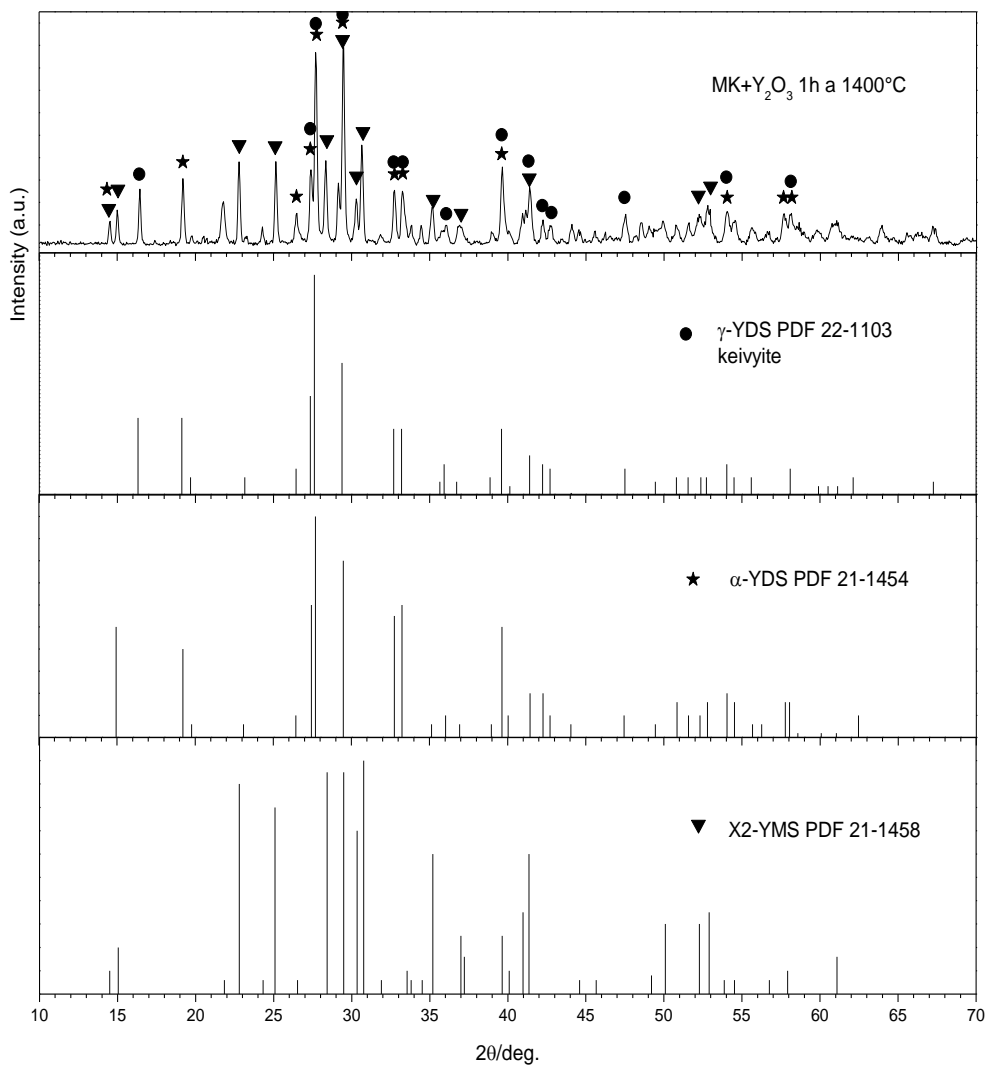 MK+Y₂O₃ 1h a 1400°C
Intensity (a.u.)
γ-YDS PDF 22-1103
keivyite
α-YDS PDF 21-1454
X2-YMS PDF 21-1458
10 15 20 25 30 35 40 45 50 55 60 65 70
2θ/deg.